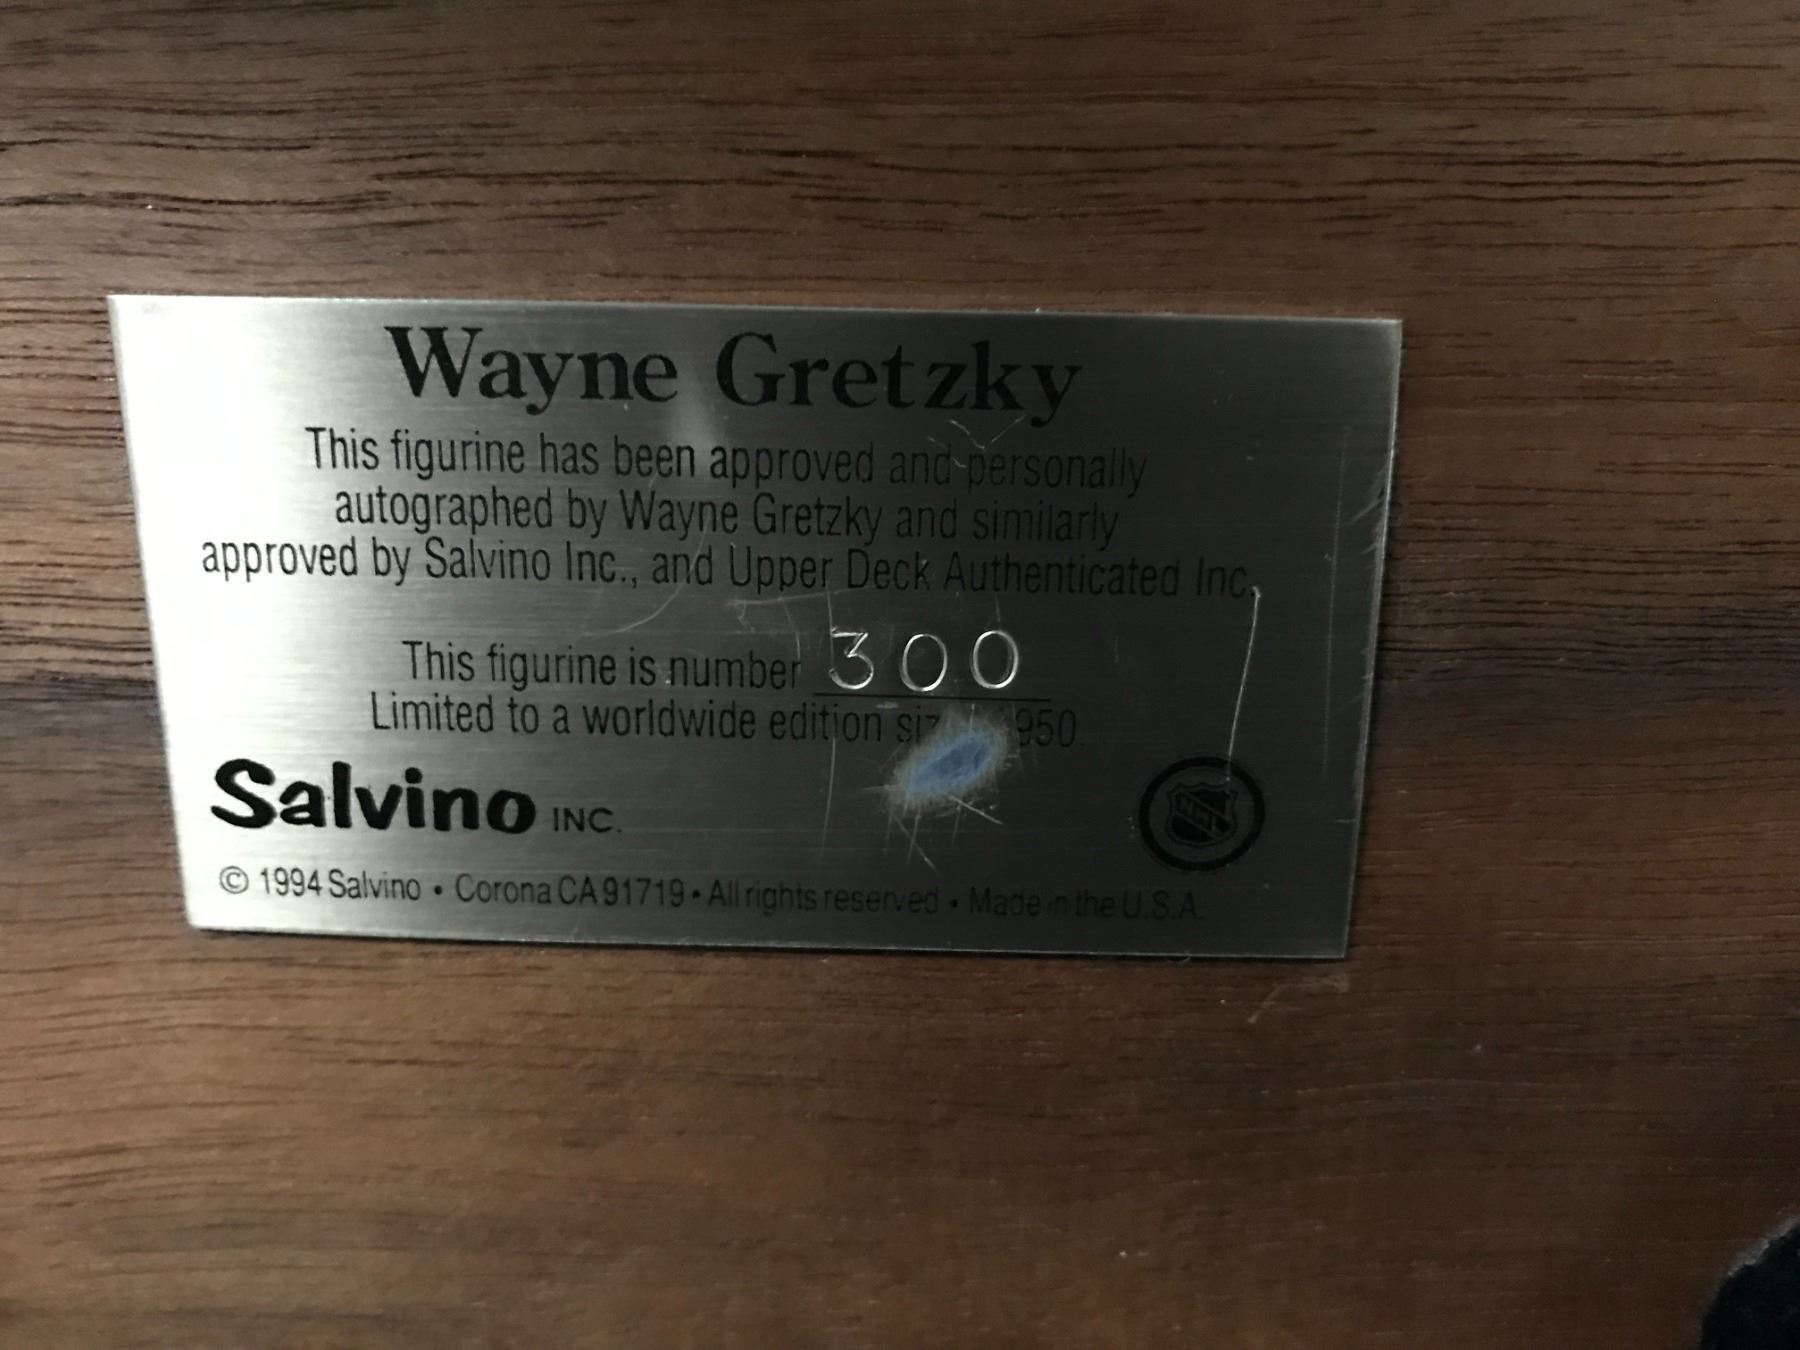 Wayne Gretzky
This figurine has been approved and personally
autographed by Wayne Gretzky and similarly
approved by Salvino Inc., and Upper Deck Authenticated Inc.
This figurine is number 300
Limited to a worldwide edition 950.
Salvino INC.
NHL
© 1994 Salvino • Corona CA 91719 • All rights reserved • Made in the U.S.A.